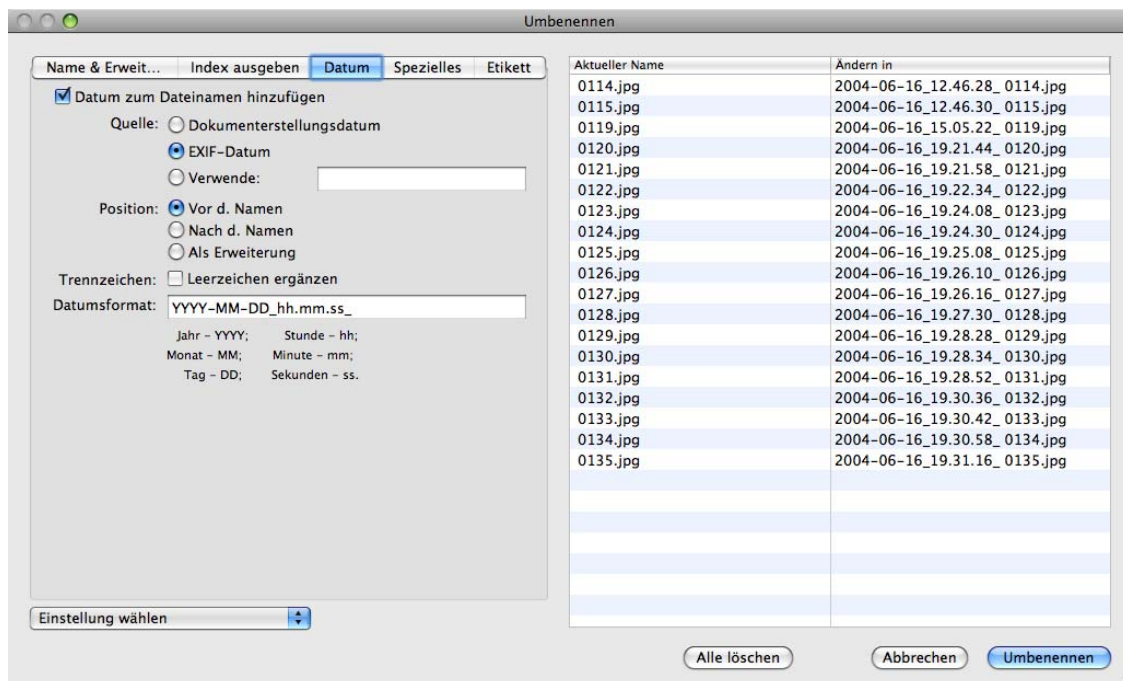 Umbenennen
Name & Erweit... Index ausgeben Datum Spezielles Etikett
Datum zum Dateinamen hinzufügen
Quelle: Dokumenterstellungsdatum
EXIF-Datum
Verwende:
Position: Vor d. Namen
Nach d. Namen
Als Erweiterung
Trennzeichen: Leerzeichen ergänzen
Datumsformat: YYYY-MM-DD_hh.mm.ss_
Jahr - YYYY; Stunde - hh;
Monat - MM; Minute - mm;
Tag - DD; Sekunden - ss.
Einstellung wählen
Aktueller Name Ändern in
0114.jpg 2004-06-16_12.46.28_ 0114.jpg
0115.jpg 2004-06-16_12.46.30_ 0115.jpg
0119.jpg 2004-06-16_15.05.22_ 0119.jpg
0120.jpg 2004-06-16_19.21.44_ 0120.jpg
0121.jpg 2004-06-16_19.21.58_ 0121.jpg
0122.jpg 2004-06-16_19.22.34_ 0122.jpg
0123.jpg 2004-06-16_19.24.08_ 0123.jpg
0124.jpg 2004-06-16_19.24.30_ 0124.jpg
0125.jpg 2004-06-16_19.25.08_ 0125.jpg
0126.jpg 2004-06-16_19.26.10_ 0126.jpg
0127.jpg 2004-06-16_19.26.16_ 0127.jpg
0128.jpg 2004-06-16_19.27.30_ 0128.jpg
0129.jpg 2004-06-16_19.28.28_ 0129.jpg
0130.jpg 2004-06-16_19.28.34_ 0130.jpg
0131.jpg 2004-06-16_19.28.52_ 0131.jpg
0132.jpg 2004-06-16_19.30.36_ 0132.jpg
0133.jpg 2004-06-16_19.30.42_ 0133.jpg
0134.jpg 2004-06-16_19.30.58_ 0134.jpg
0135.jpg 2004-06-16_19.31.16_ 0135.jpg
Alle löschen Abbrechen Umbenennen